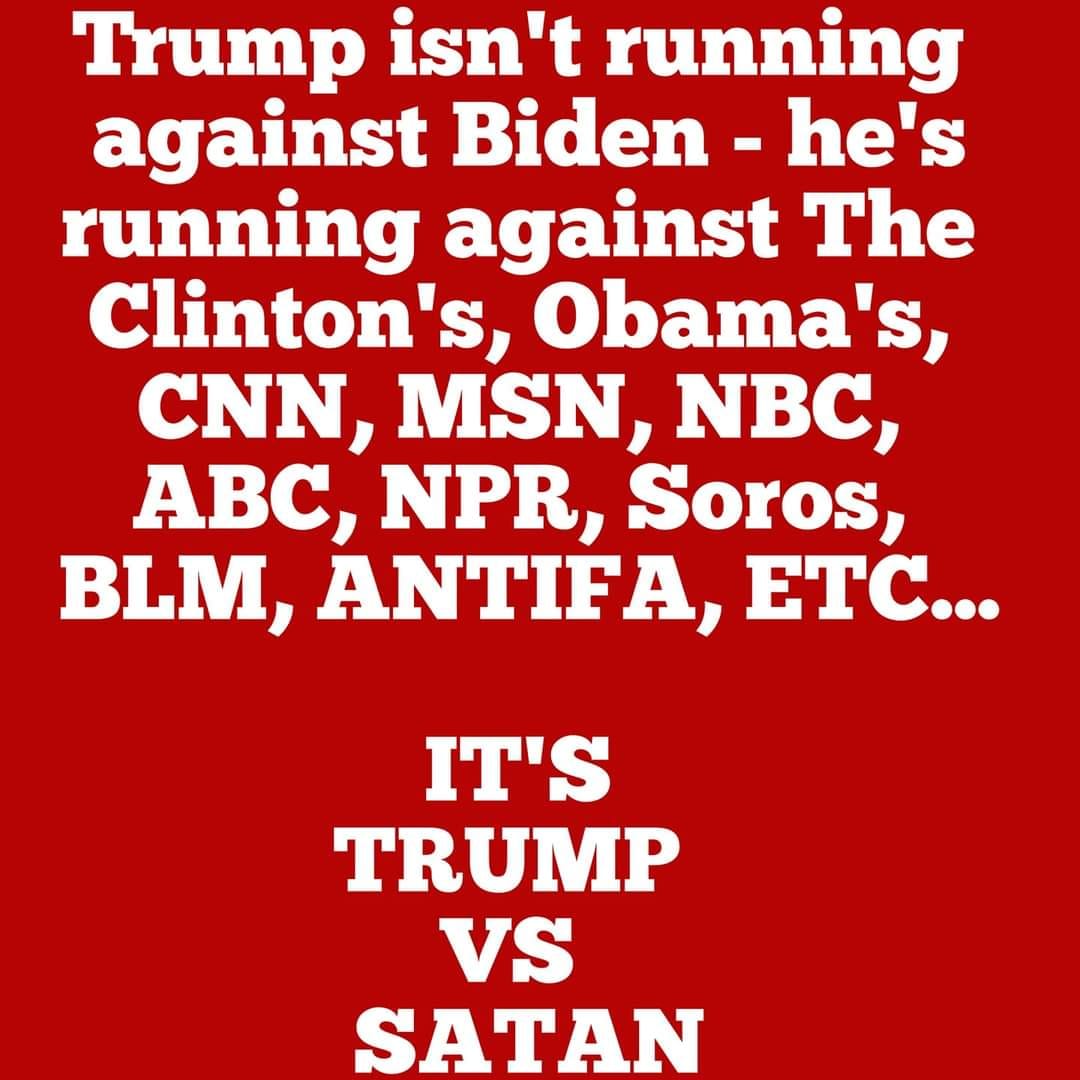 Trump isn't running
against Biden - he's
running against The
Clinton's, Obama's,
CNN, MSN, NBC,
ABC, NPR, Soros,
BLM, ANTIFA, ETC...
IT'S
TRUMP
VS
SATAN